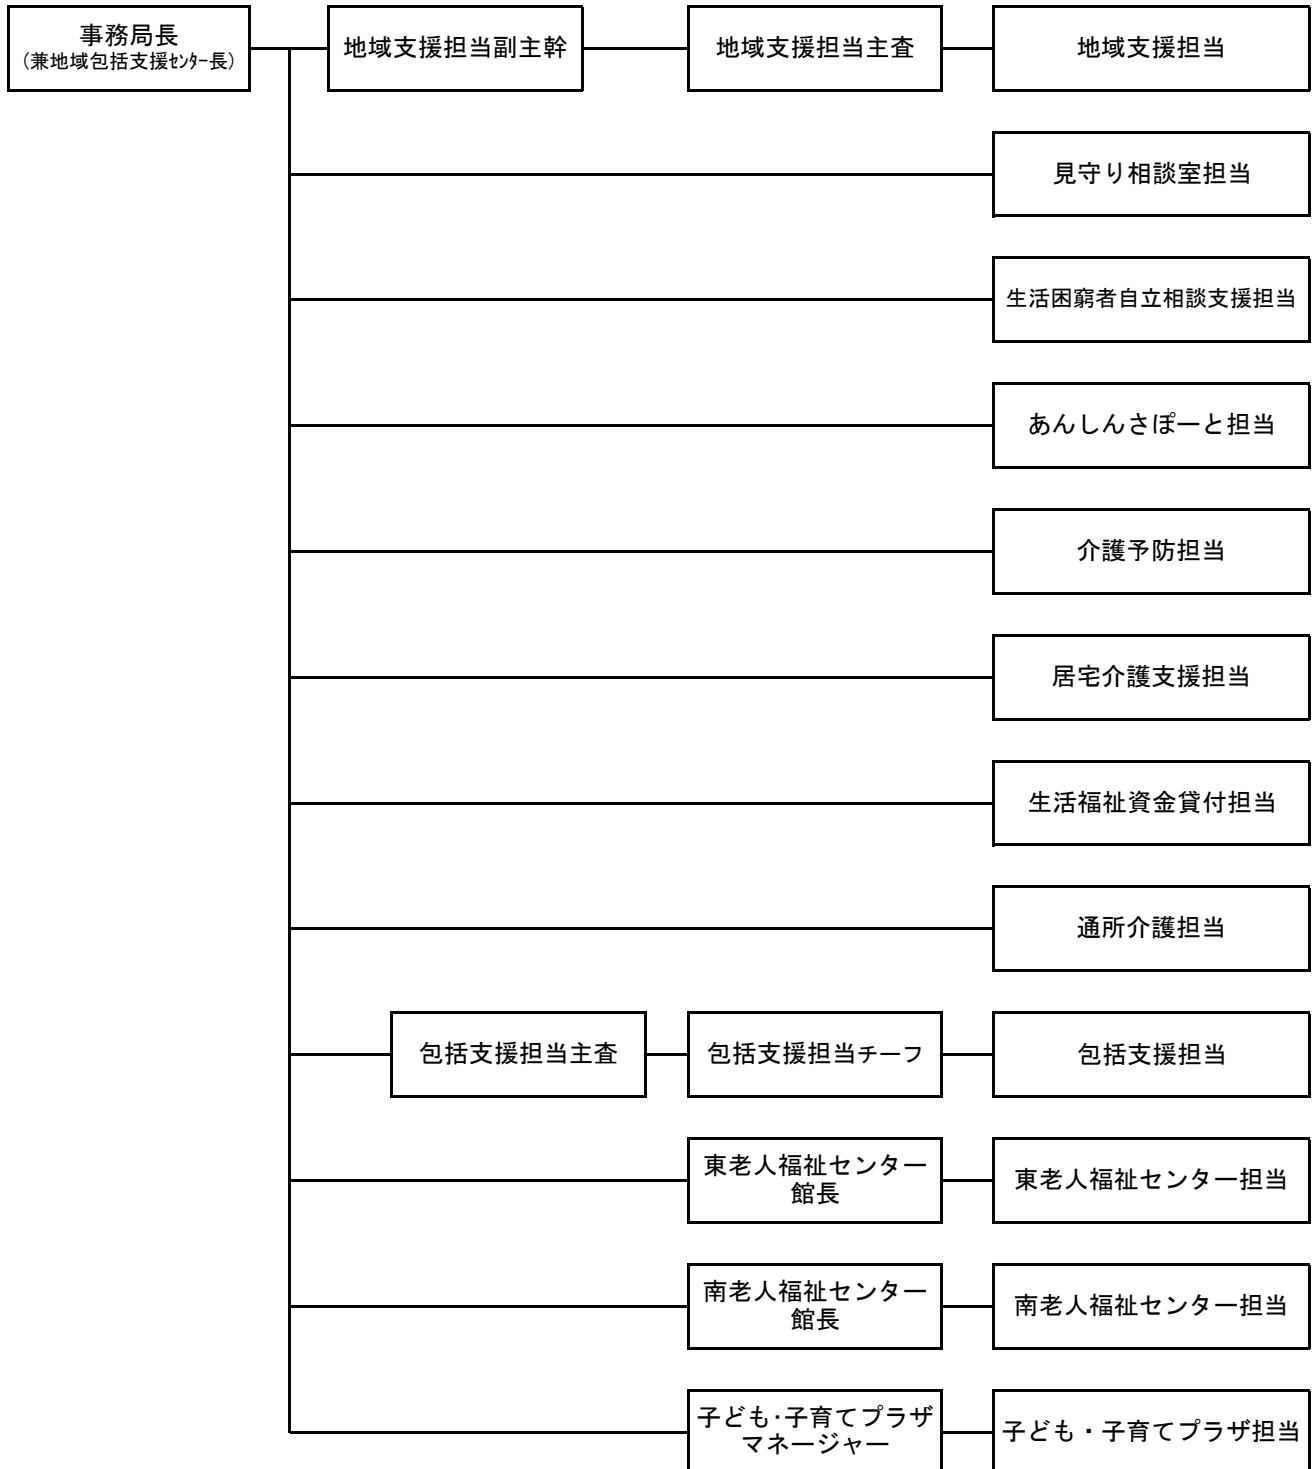 事務局長
(兼地域包括支援ｾﾝﾀｰ長)
地域支援担当副主幹
地域支援担当主査
地域支援担当
見守り相談室担当
生活困窮者自立相談支援担当
あんしんさぽーと担当
介護予防担当
居宅介護支援担当
生活福祉資金貸付担当
通所介護担当
包括支援担当主査
包括支援担当チーフ
包括支援担当
東老人福祉センター
館長
東老人福祉センター担当
南老人福祉センター
館長
南老人福祉センター担当
子ども･子育てプラザ
マネージャー
子ども・子育てプラザ担当